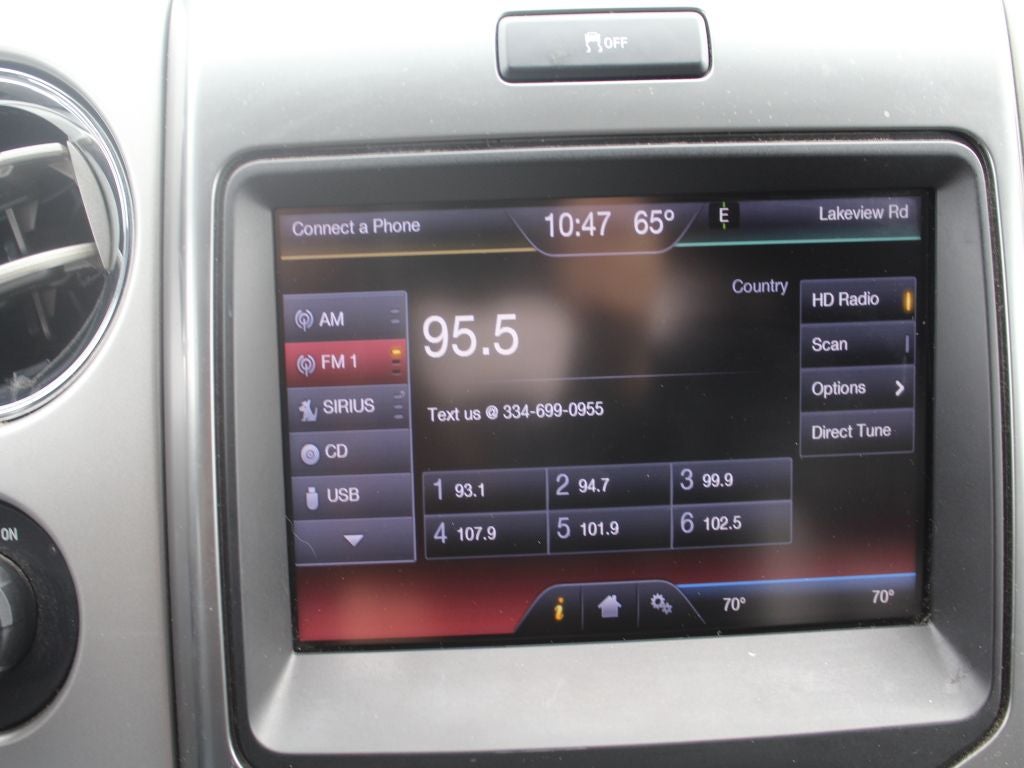 OFF
Connect a Phone
10:47 65°
E
Lakeview Rd
Country
AM
FM 1
SIRIUS
CD
USB
95.5
Text us @ 334-699-0955
HD Radio
Scan
Options
Direct Tune
1 93.1
2 94.7
3 99.9
4 107.9
5 101.9
6 102.5
i
70°
70°
ON